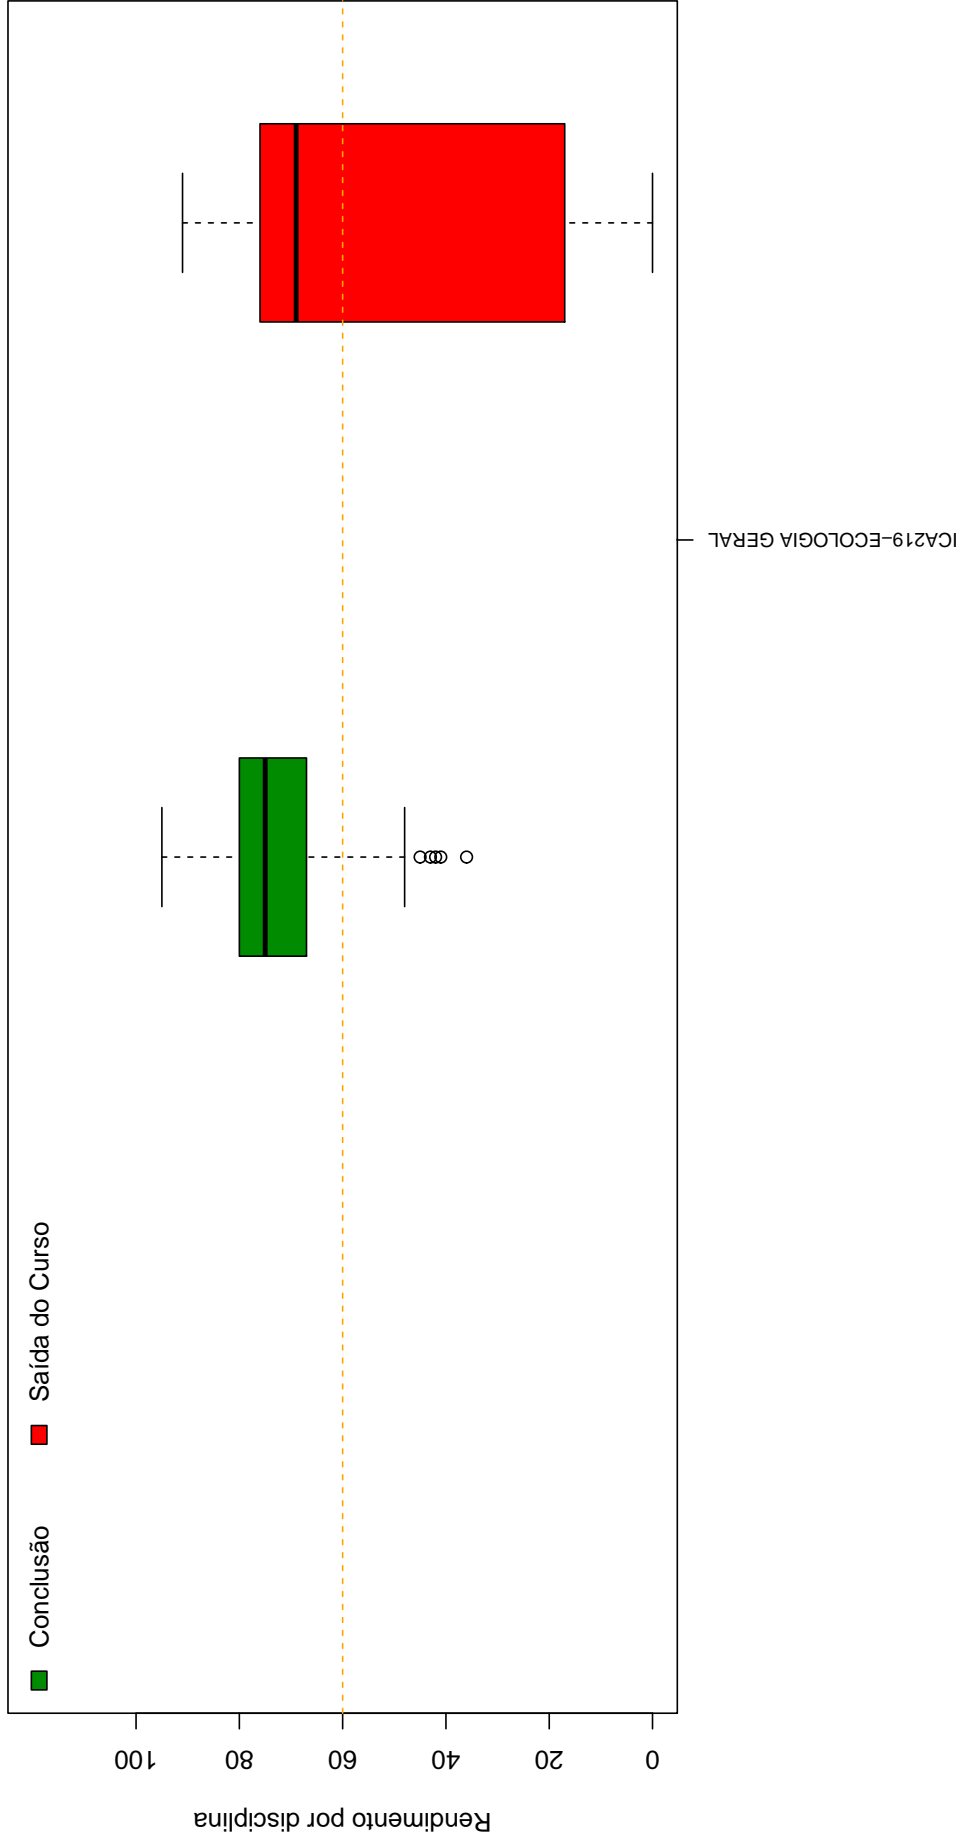 Conclusão
Saída do Curso
Rendimento por disciplina
0
20
40
60
80
100
ICA219−ECOLOGIA GERAL